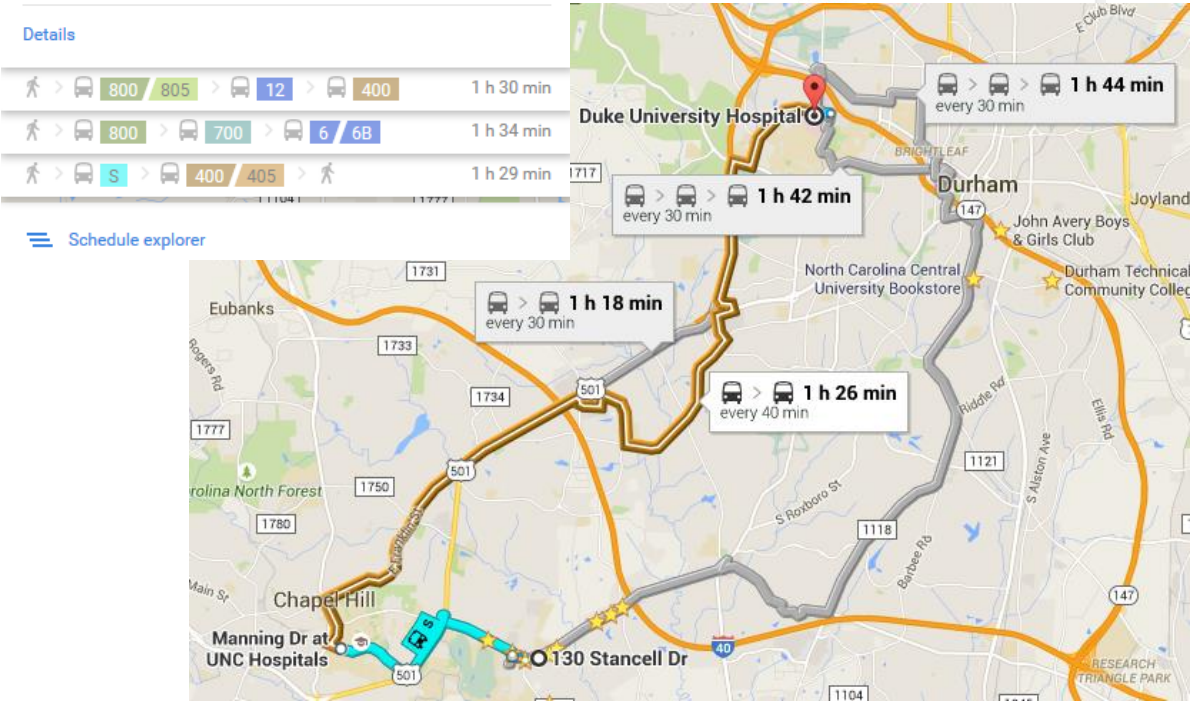 Details
800 / 805 12 400 1 h 30 min
800 700 6 / 6B 1 h 34 min
S 400 / 405 1 h 29 min
Schedule explorer
E Club Blvd
1 h 44 min
every 30 min
Duke University Hospital
BRIGHTLEAF
1717
1 h 42 min
every 30 min
Durham
147
Joyland
John Avery Boys
& Girls Club
North Carolina Central
University Bookstore
Durham Technical
Community Colleg
1731
Eubanks
1 h 18 min
every 30 min
1733
Rogers Rd
501
1734
1 h 26 min
every 40 min
Riddle Rd
Ellis Rd
1777
501
1121
S Alston Ave
rolina North Forest
1750
E Franklin St
S Roxboro St
1780
1118
Barbee Rd
Main St
Chapel Hill
147
S
Manning Dr at
UNC Hospitals
501
130 Stancell Dr
40
RESEARCH
TRIANGLE PARK
1104